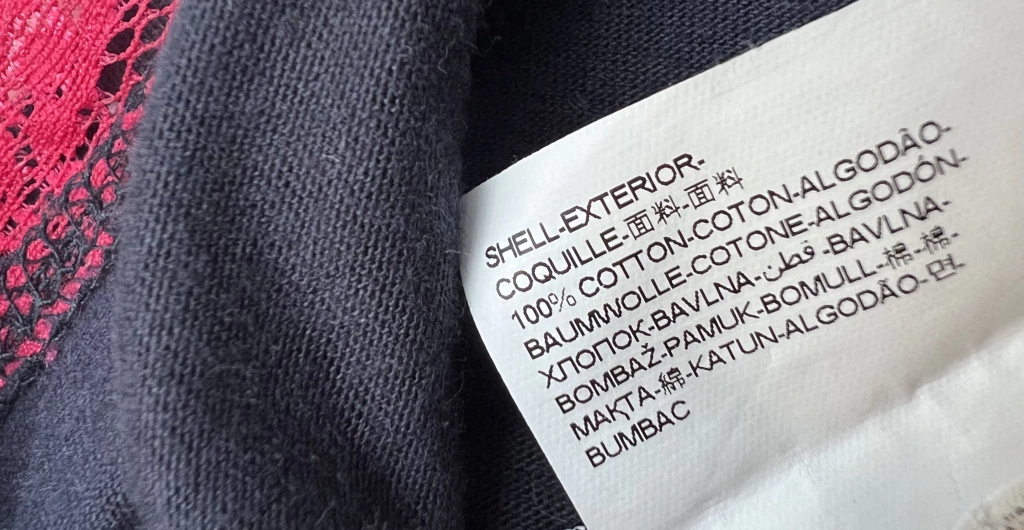 SHELL-EXTERIOR-
COQUILLE-面料-面料
100% COTTON-COTON-ALGODÃO-
BAUMWOLLE-COTONE-ALGODÓN-
ХЛОПОК-BAVLNA-قطن-BAVLNA-
BOMBAŽ-PAMUK-BOMULL-棉-棉-
МАҚТА-綿-KATUN-ALGODÃO-면-
BUMBAC